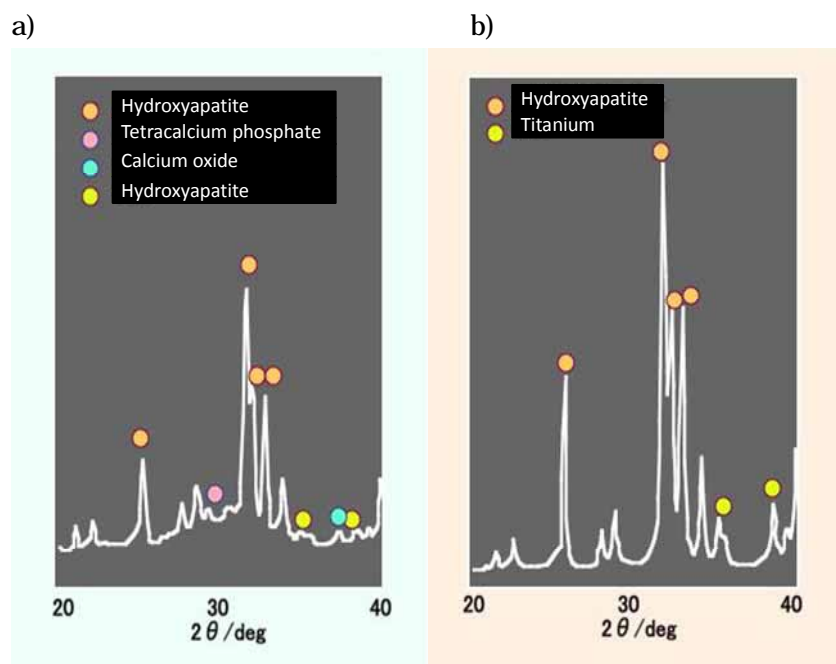 a)
Hydroxyapatite
Tetracalcium phosphate
Calcium oxide
Hydroxyapatite
20 30 40
2θ/deg
b)
Hydroxyapatite
Titanium
20 30 40
2θ/deg